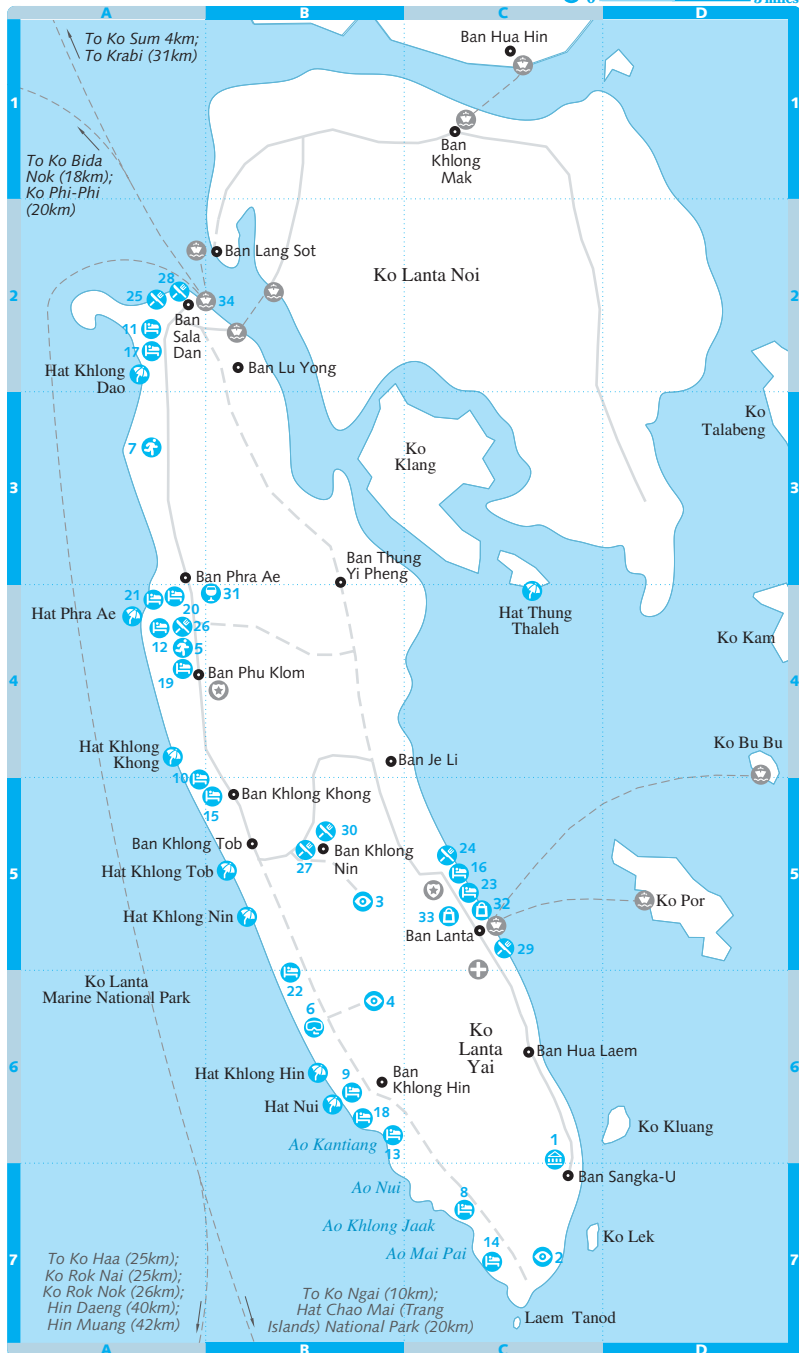 0
5 miles
A
B
C
D
To Ko Sum 4km;
To Krabi (31km)
Ban Hua Hin
1
1
Ban
Khlong
Mak
To Ko Bida
Nok (18km);
Ko Phi-Phi
(20km)
Ban Lang Sot
Ko Lanta Noi
2
2
28
25
34
Ban
Sala
Dan
11
17
Hat Khlong
Dao
Ban Lu Yong
Ko
Talabeng
7
Ko
Klang
3
3
Ban Thung
Yi Pheng
Ban Phra Ae
21
20
31
Hat Phra Ae
26
12
5
19
Ban Phu Klom
Hat Thung
Thaleh
Ko Kam
4
4
Hat Khlong
Khong
Ko Bu Bu
Ban Je Li
10
15
Ban Khlong Khong
Ban Khlong Tob
30
27
Ban Khlong
Nin
24
16
23
32
33
5
5
Hat Khlong Tob
3
Ko Por
Hat Khlong Nin
Ban Lanta
29
Ko Lanta
Marine National Park
22
6
4
Ko
Lanta
Yai
Ban Hua Laem
6
6
Hat Khlong Hin
9
Ban
Khlong Hin
Hat Nui
18
13
Ao Kantiang
Ko Kluang
1
Ban Sangka-U
Ao Nui
8
Ao Khlong Jaak
Ko Lek
Ao Mai Pai
14
2
7
7
To Ko Haa (25km);
Ko Rok Nai (25km);
Ko Rok Nok (26km);
Hin Daeng (40km);
Hin Muang (42km)
To Ko Ngai (10km);
Hat Chao Mai (Trang
Islands) National Park (20km)
Laem Tanod
A
B
C
D